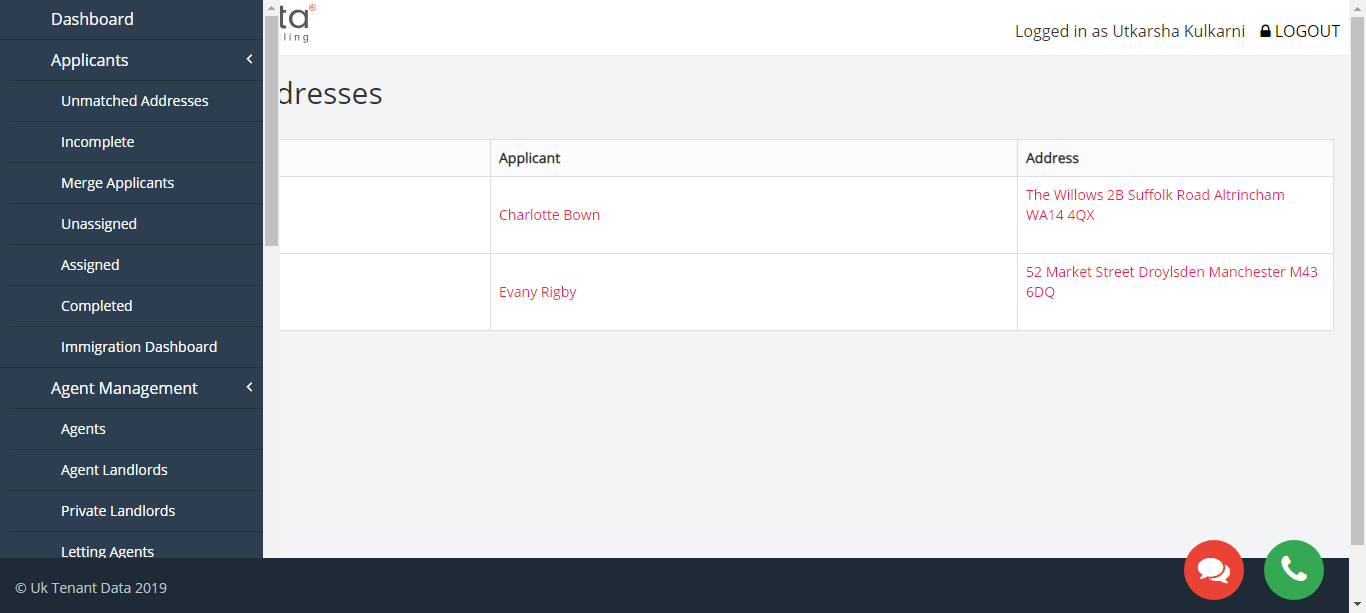 Dashboard
Applicants
Unmatched Addresses
Incomplete
Merge Applicants
Unassigned
Assigned
Completed
Immigration Dashboard
Agent Management
Agents
Agent Landlords
Private Landlords
Letting Agents
ta®
iling
Logged in as Utkarsha Kulkarni LOGOUT
dresses
Applicant Address
Charlotte Bown
The Willows 2B Suffolk Road Altrincham
WA14 4QX
Evany Rigby
52 Market Street Droylsden Manchester M43
6DQ
© Uk Tenant Data 2019